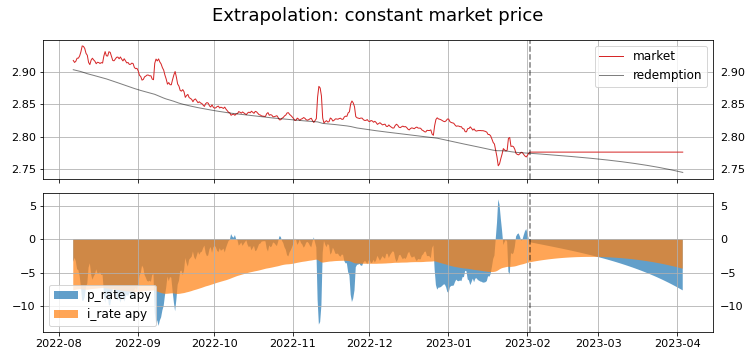 Extrapolation: constant market price
market
redemption
2.90 2.90
2.85 2.85
2.80 2.80
2.75 2.75
5 5
0 0
−5 −5
−10 −10
p_rate apy
i_rate apy
2022-08 2022-09 2022-10 2022-11 2022-12 2023-01 2023-02 2023-03 2023-04